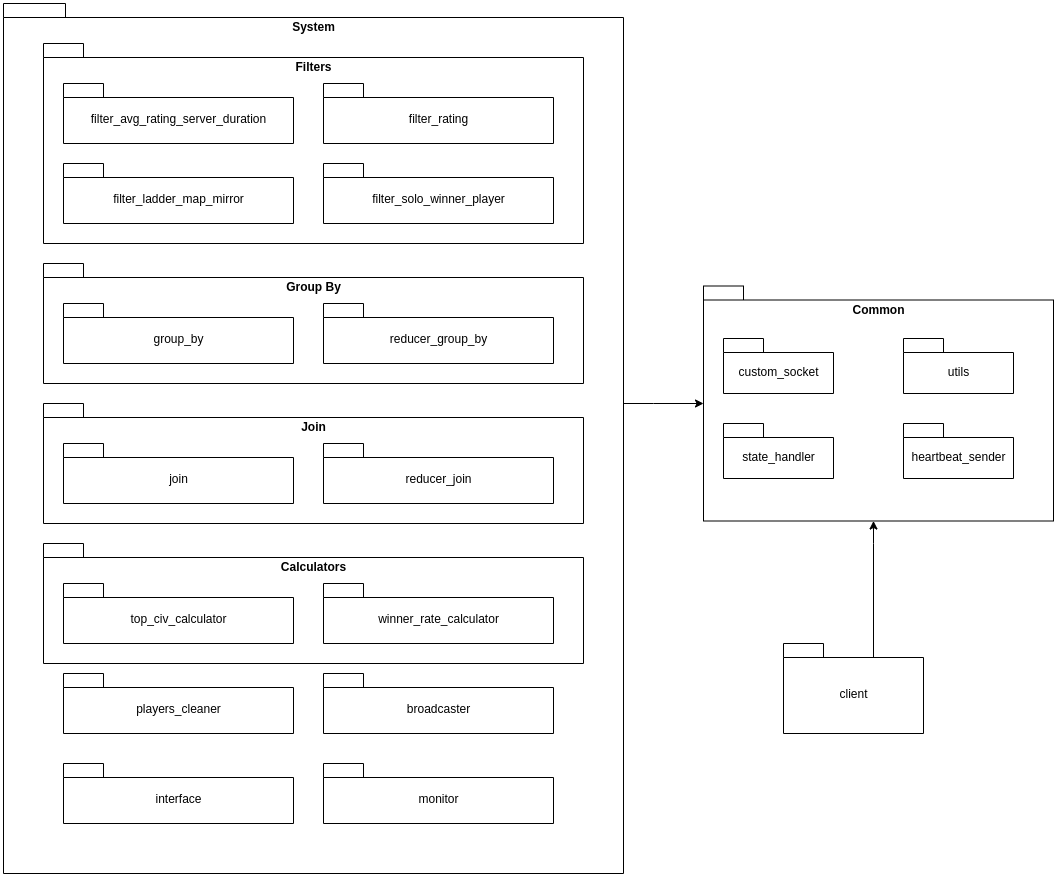 System
Filters
filter_avg_rating_server_duration
filter_rating
filter_ladder_map_mirror
filter_solo_winner_player
Group By
group_by
reducer_group_by
Join
join
reducer_join
Calculators
top_civ_calculator
winner_rate_calculator
players_cleaner
broadcaster
interface
monitor
Common
custom_socket
utils
state_handler
heartbeat_sender
client